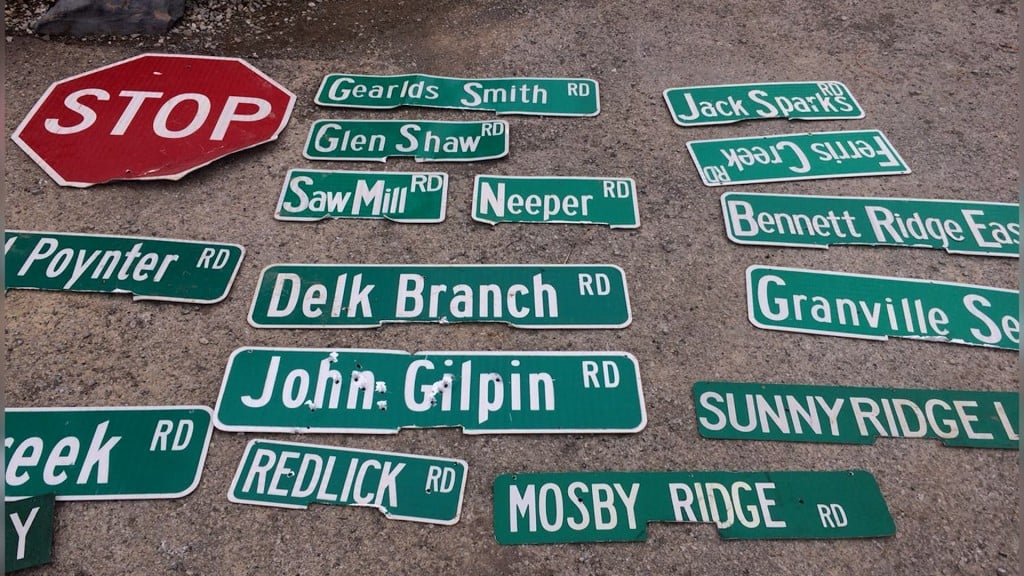 STOP
Gearlds Smith RD
Jack Sparks RD
Glen Shaw RD
Ferris Creek RD
Saw Mill RD
Neeper RD
Bennett Ridge Eas
Poynter RD
Delk Branch RD
Granville Se
John Gilpin RD
SUNNY RIDGE L
eek RD
REDLICK RD
MOSBY RIDGE RD
Y